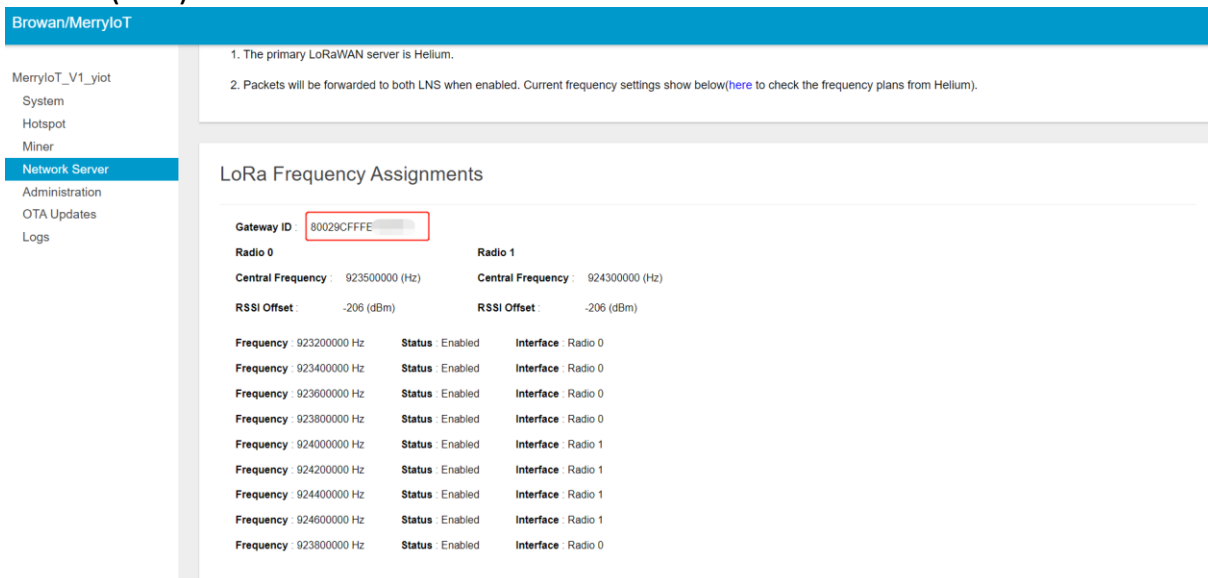 Browan/MerryIoT
MerryIoT_V1_yiot
System
Hotspot
Miner
Network Server
Administration
OTA Updates
Logs
1. The primary LoRaWAN server is Helium.
2. Packets will be forwarded to both LNS when enabled. Current frequency settings show below(here to check the frequency plans from Helium).
LoRa Frequency Assignments
Gateway ID : 80029CFFFE
Radio 0 Radio 1
Central Frequency : 923500000 (Hz) Central Frequency : 924300000 (Hz)
RSSI Offset : -206 (dBm) RSSI Offset : -206 (dBm)
Frequency : 923200000 Hz Status : Enabled Interface : Radio 0
Frequency : 923400000 Hz Status : Enabled Interface : Radio 0
Frequency : 923600000 Hz Status : Enabled Interface : Radio 0
Frequency : 923800000 Hz Status : Enabled Interface : Radio 0
Frequency : 924000000 Hz Status : Enabled Interface : Radio 1
Frequency : 924200000 Hz Status : Enabled Interface : Radio 1
Frequency : 924400000 Hz Status : Enabled Interface : Radio 1
Frequency : 924600000 Hz Status : Enabled Interface : Radio 1
Frequency : 923800000 Hz Status : Enabled Interface : Radio 0